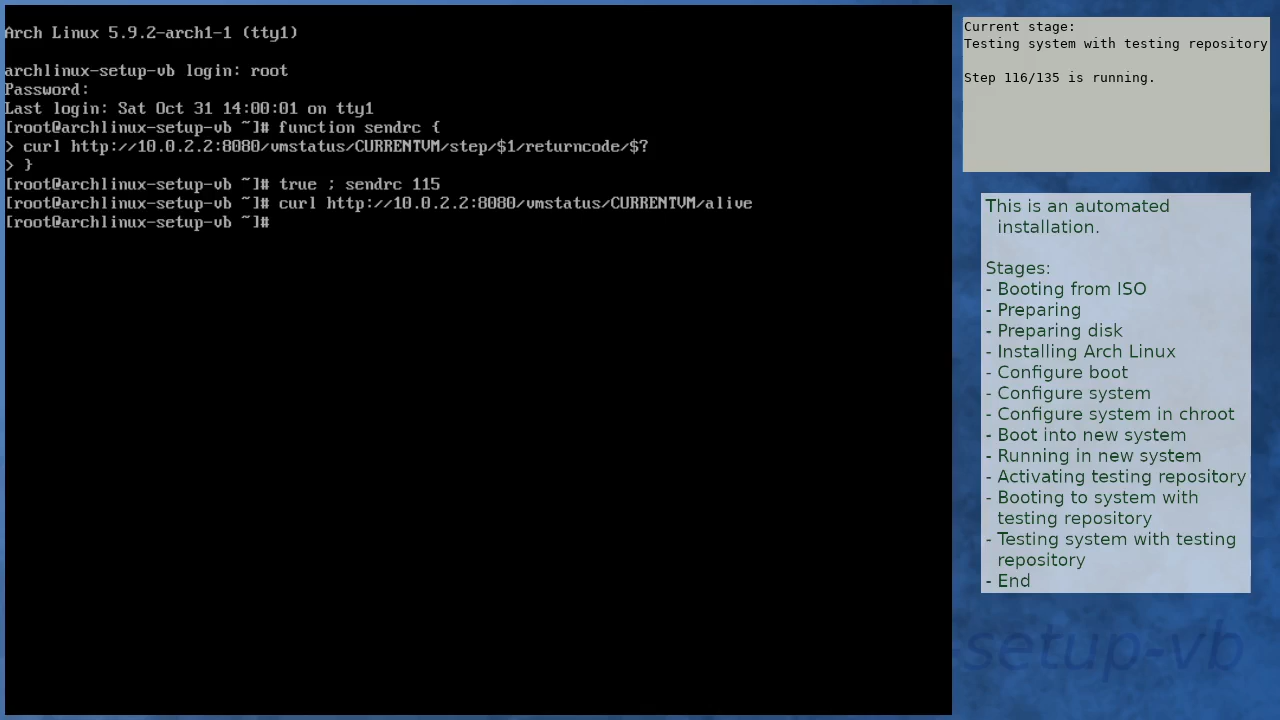 Arch Linux 5.9.2-arch1-1 (tty1)
archlinux-setup-vb login: root
Password:
Last login: Sat Oct 31 14:00:01 on tty1
[root@archlinux-setup-vb ~]# function sendrc {
> curl http://10.0.2.2:8080/vmstatus/CURRENTVM/step/$1/returncode/$?
> }
[root@archlinux-setup-vb ~]# true ; sendrc 115
[root@archlinux-setup-vb ~]# curl http://10.0.2.2:8080/vmstatus/CURRENTVM/alive
[root@archlinux-setup-vb ~]#
Current stage:
Testing system with testing repository
Step 116/135 is running.
This is an automated
installation.
Stages:
- Booting from ISO
- Preparing
- Preparing disk
- Installing Arch Linux
- Configure boot
- Configure system
- Configure system in chroot
- Boot into new system
- Running in new system
- Activating testing repository
- Booting to system with
testing repository
- Testing system with testing
repository
- End
-setup-vb